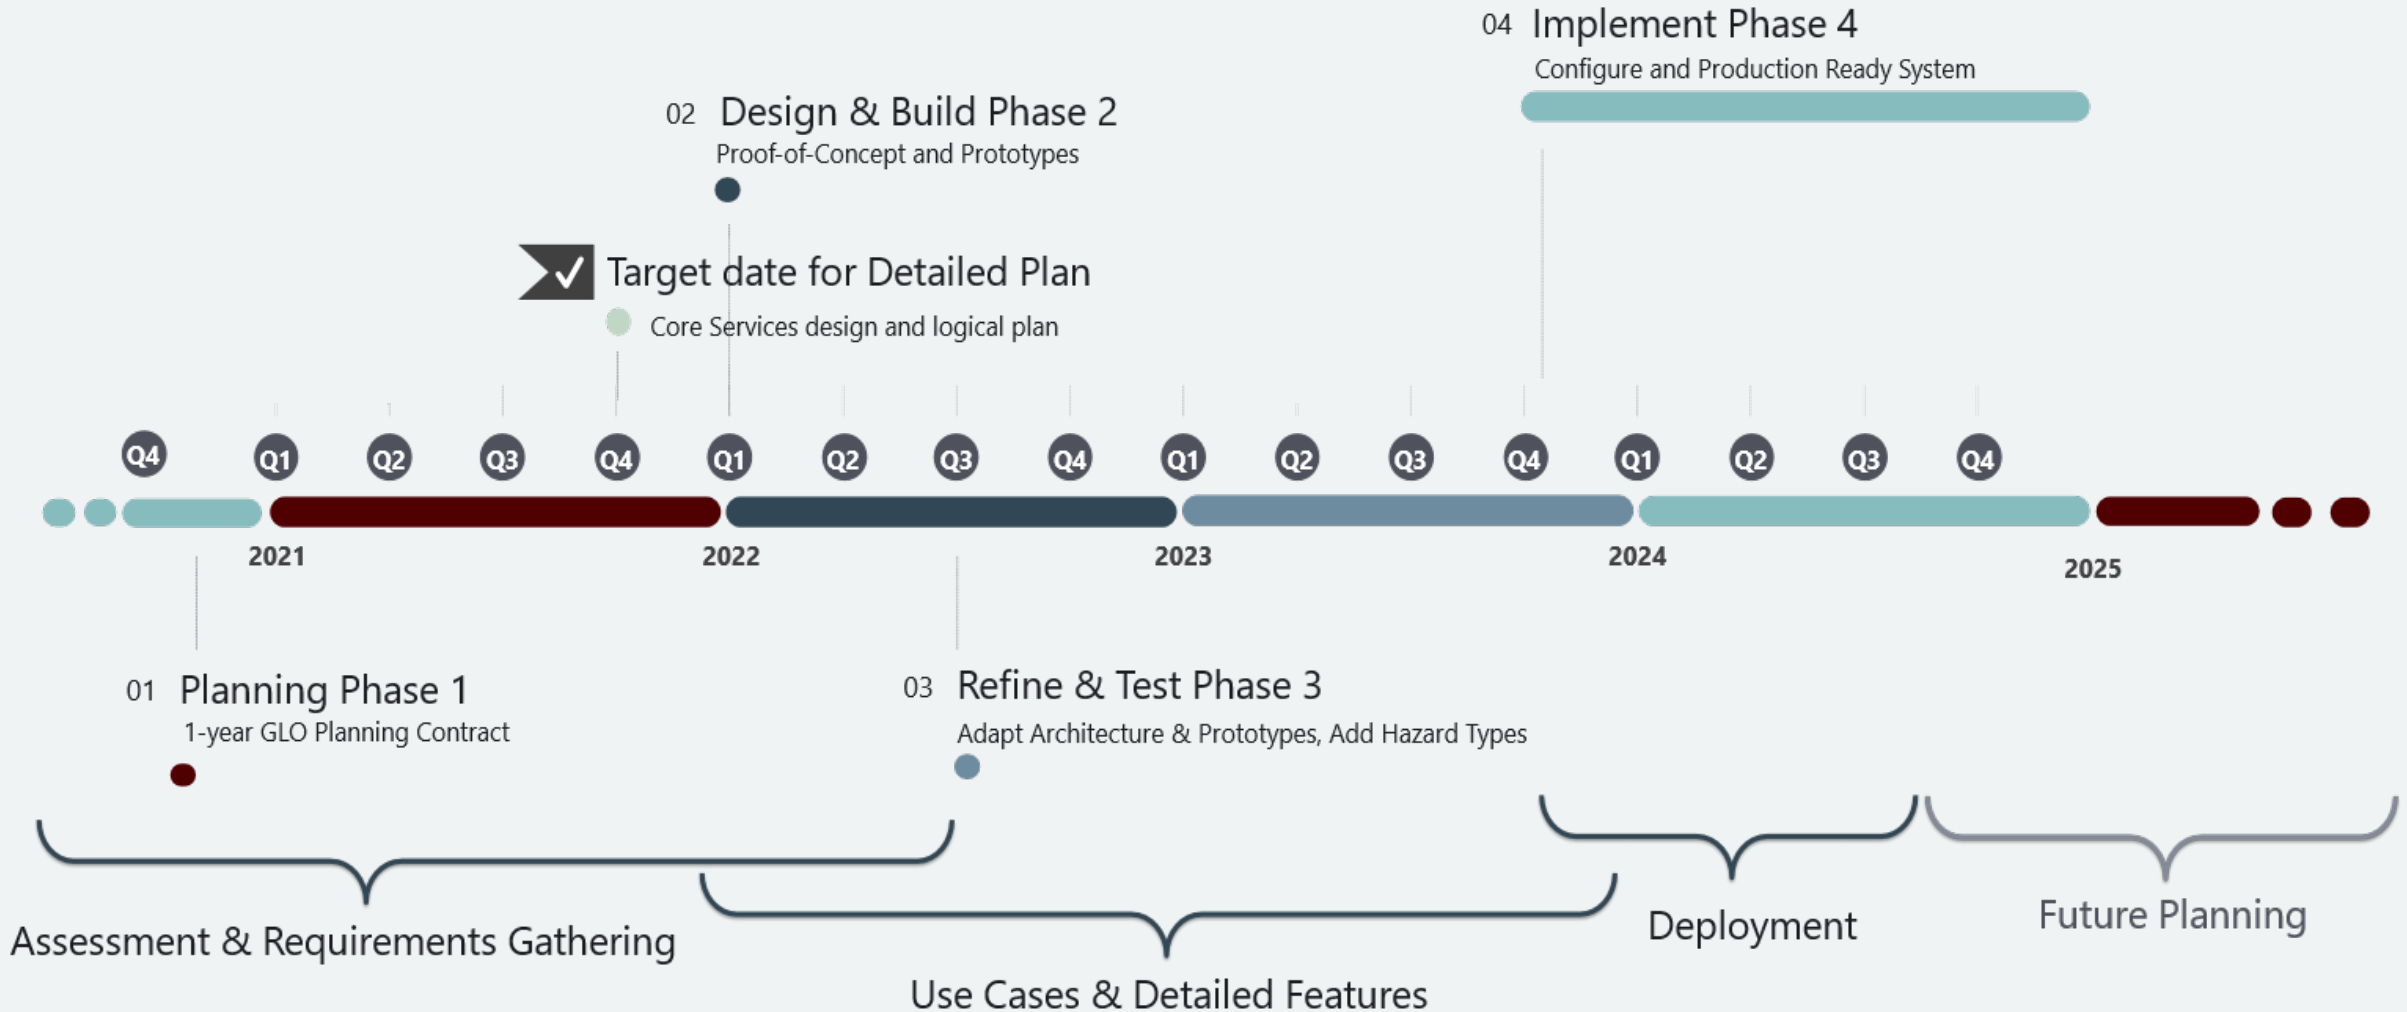 04 Implement Phase 4
Configure and Production Ready System
02 Design & Build Phase 2
Proof-of-Concept and Prototypes
Target date for Detailed Plan
Core Services design and logical plan
Q4 Q1 Q2 Q3 Q4 Q1 Q2 Q3 Q4 Q1 Q2 Q3 Q4 Q1 Q2 Q3 Q4
2021 2022 2023 2024 2025
01 Planning Phase 1
1-year GLO Planning Contract
03 Refine & Test Phase 3
Adapt Architecture & Prototypes, Add Hazard Types
Assessment & Requirements Gathering
Use Cases & Detailed Features
Deployment
Future Planning